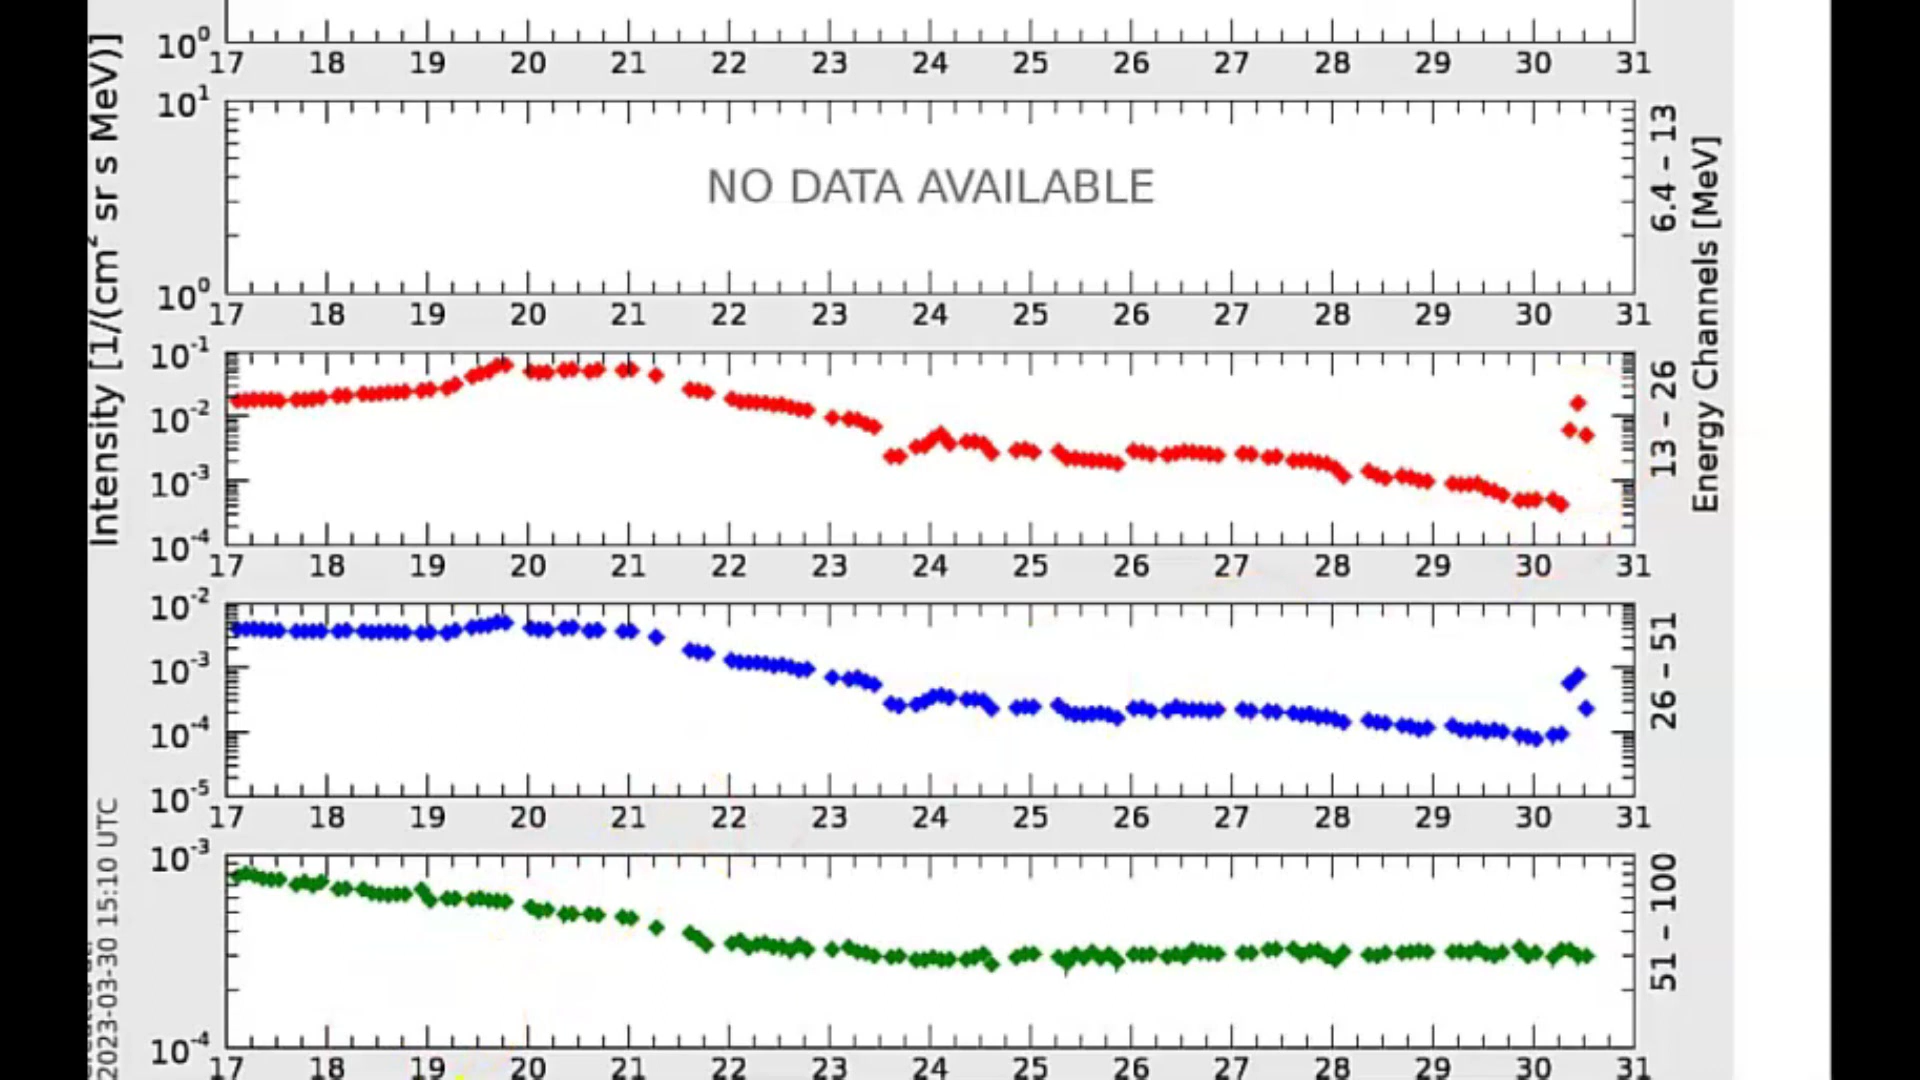 10⁰
17 18 19 20 21 22 23 24 25 26 27 28 29 30 31
10¹
NO DATA AVAILABLE
6.4 – 13
10⁰
17 18 19 20 21 22 23 24 25 26 27 28 29 30 31
Intensity [1/(cm² sr s MeV)]
Energy Channels [MeV]
10⁻¹
10⁻²
10⁻³
10⁻⁴
13 – 26
17 18 19 20 21 22 23 24 25 26 27 28 29 30 31
10⁻²
10⁻³
10⁻⁴
10⁻⁵
26 – 51
17 18 19 20 21 22 23 24 25 26 27 28 29 30 31
10⁻³
10⁻⁴
51 – 100
17 18 19 20 21 22 23 24 25 26 27 28 29 30 31
2023-03-30 15:10 UTC